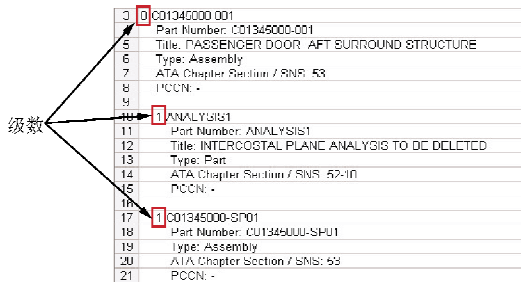 3 0 C01345000 001
Part Number: C01345000-001
5 Title: PASSENGER DOOR AFT SURROUND STRUCTURE
6 Type: Assembly
7 ATA Chapter Section / SNS: 53
8 PCCN: -
9
级数
10 1 ANALYSIS1
11 Part Number: ANALYSIS1
12 Title: INTERCOSTAL PLANE ANALYSIS TO BE DELETED
13 Type: Part
14 ATA Chapter Section / SNS: 52-10
15 PCCN: -
16
17 1 C01345000-SP01
18 Part Number: C01345000-SP01
19 Type: Assembly
20 ATA Chapter Section / SNS: 53
21 PCCN: -